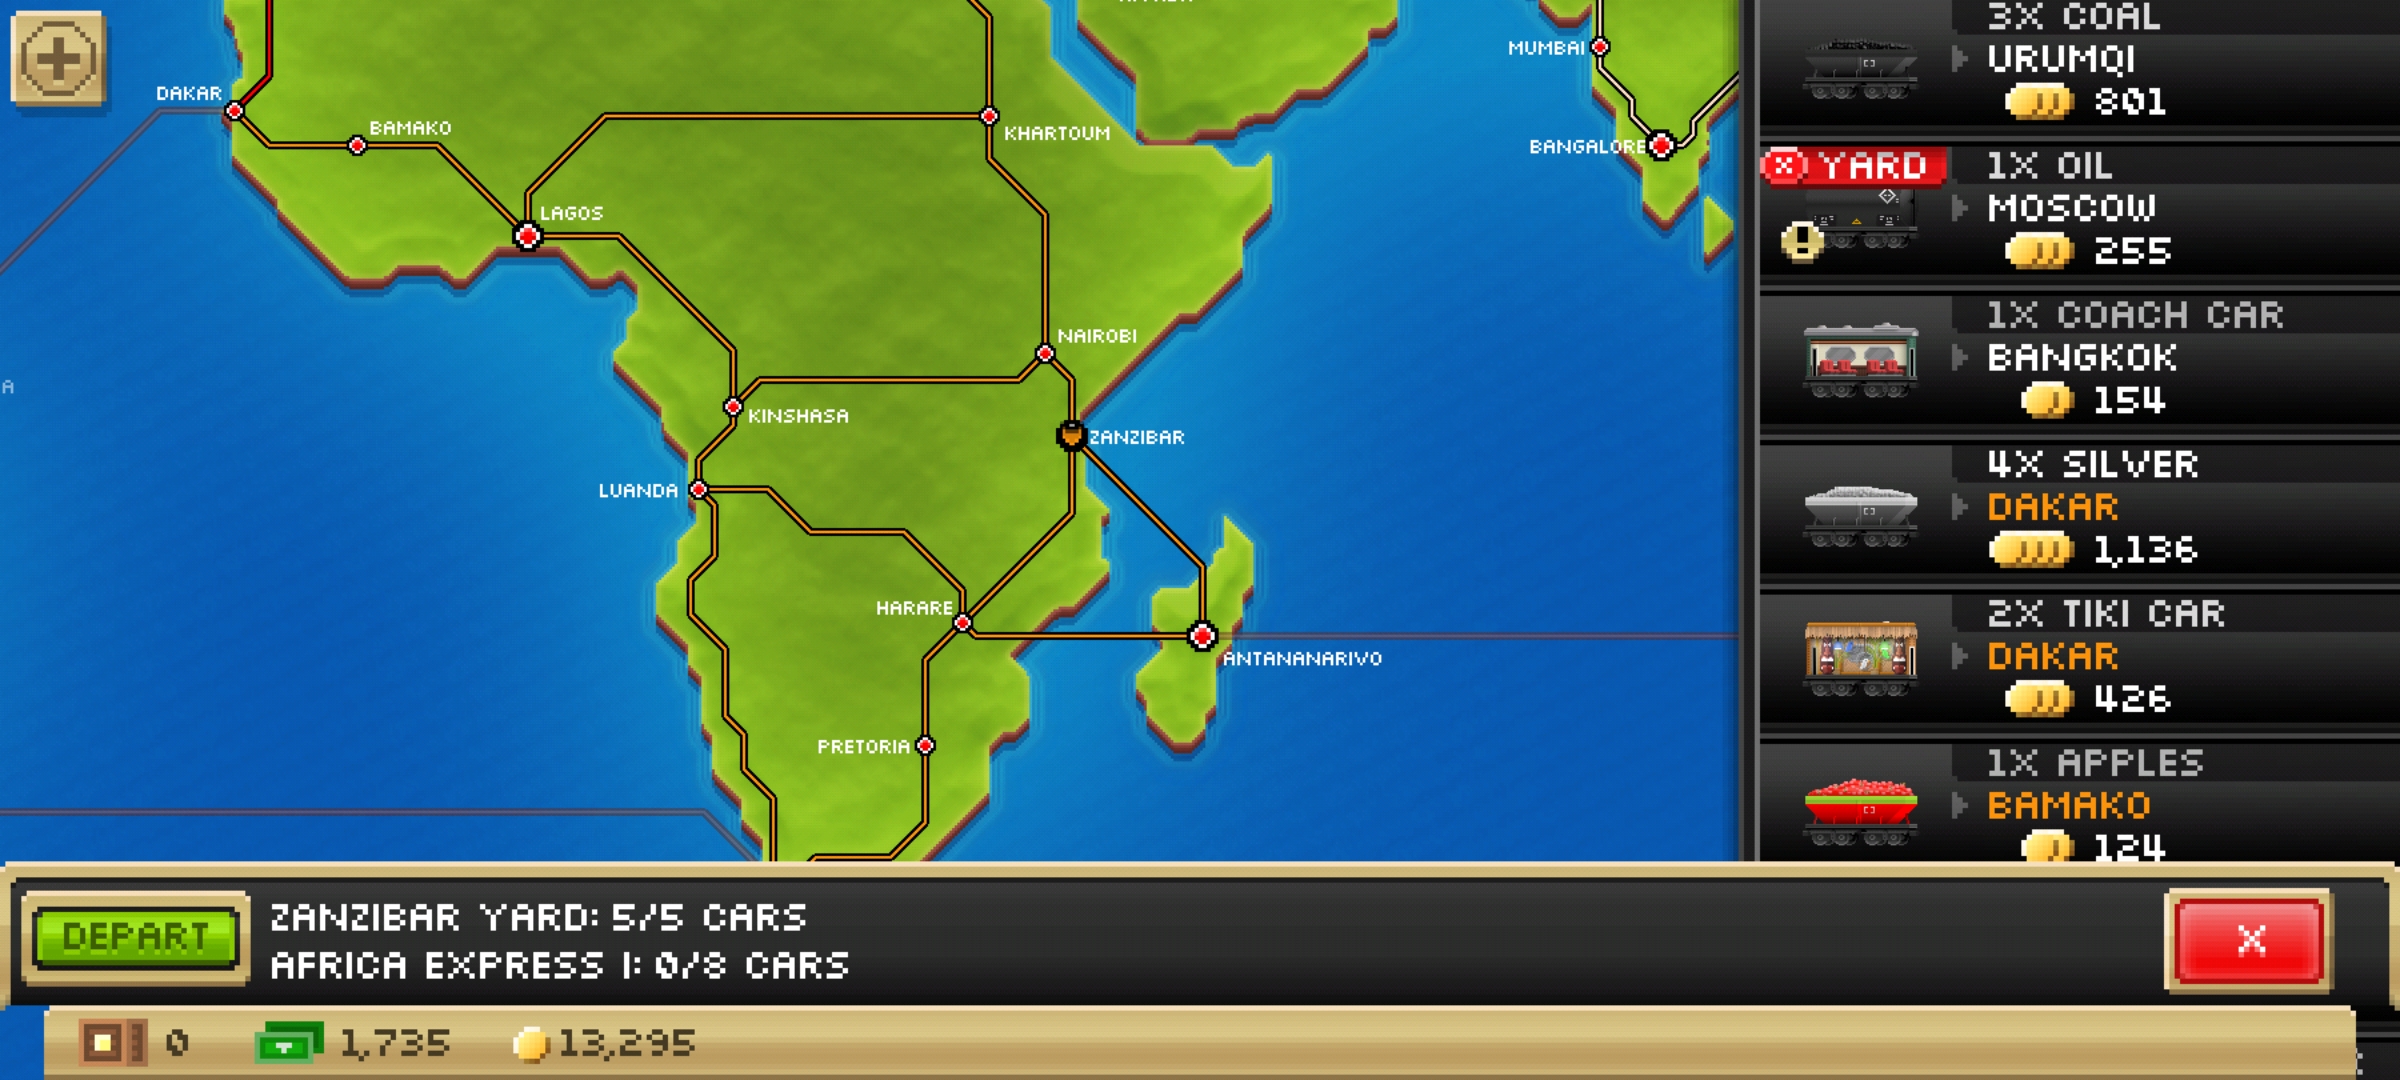 DAKAR
BAMAKO
LAGOS
KHARTOUM
NAIROBI
KINSHASA
ZANZIBAR
LUANDA
HARARE
ANTANANARIVO
PRETORIA
MUMBAI
BANGALORE
A
3X COAL
URUMQI
801
YARD
1X OIL
MOSCOW
255
1X COACH CAR
BANGKOK
154
4X SILVER
DAKAR
1,136
2X TIKI CAR
DAKAR
426
1X APPLES
BAMAKO
124
DEPART
ZANZIBAR YARD: 5/5 CARS
AFRICA EXPRESS I: 0/8 CARS
X
0
1,735
13,295